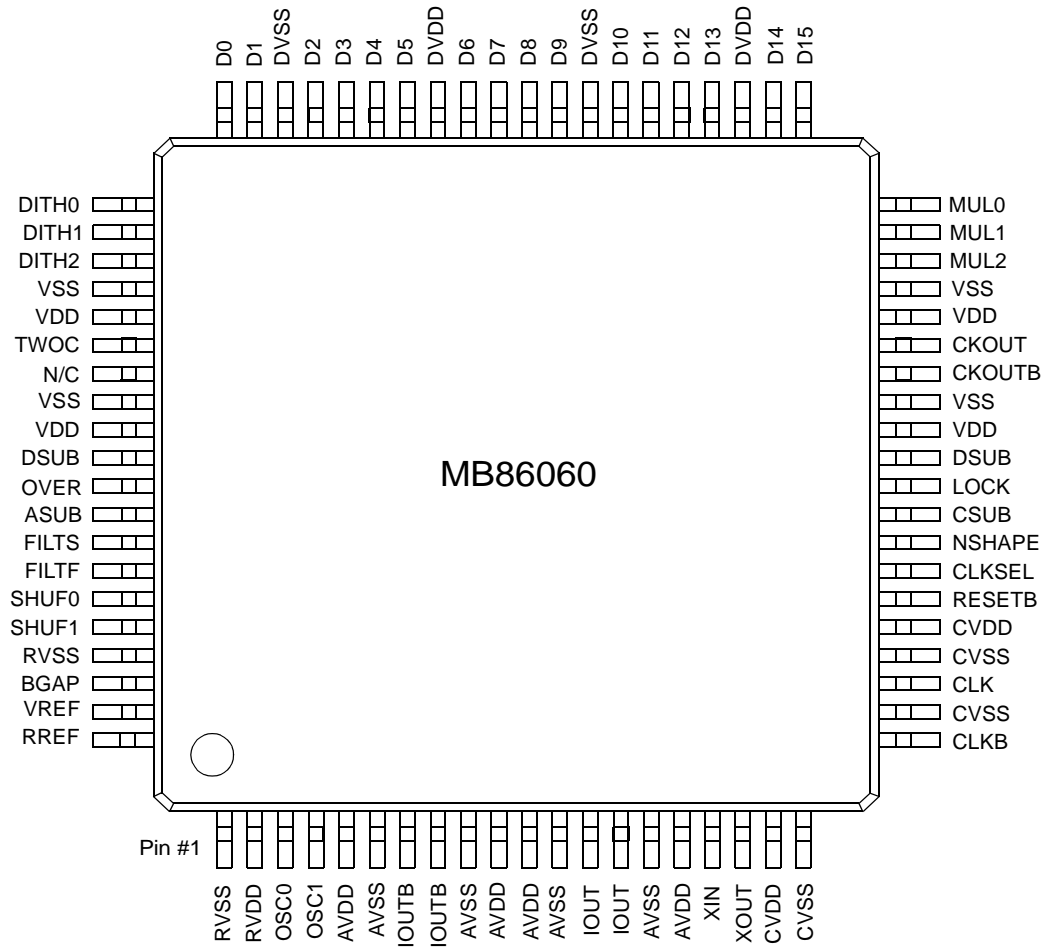 D0
D1
DVSS
D2
D3
D4
D5
DVDD
D6
D7
D8
D9
DVSS
D10
D11
D12
D13
DVDD
D14
D15
DITH0
DITH1
DITH2
VSS
VDD
TWOC
N/C
VSS
VDD
DSUB
OVER
ASUB
FILTS
FILTF
SHUF0
SHUF1
RVSS
BGAP
VREF
RREF
MB86060
MUL0
MUL1
MUL2
VSS
VDD
CKOUT
CKOUTB
VSS
VDD
DSUB
LOCK
CSUB
NSHAPE
CLKSEL
RESETB
CVDD
CVSS
CLK
CVSS
CLKB
Pin #1
RVSS
RVDD
OSC0
OSC1
AVDD
AVSS
IOUTB
IOUTB
AVSS
AVDD
AVDD
AVSS
IOUT
IOUT
AVSS
AVDD
XIN
XOUT
CVDD
CVSS